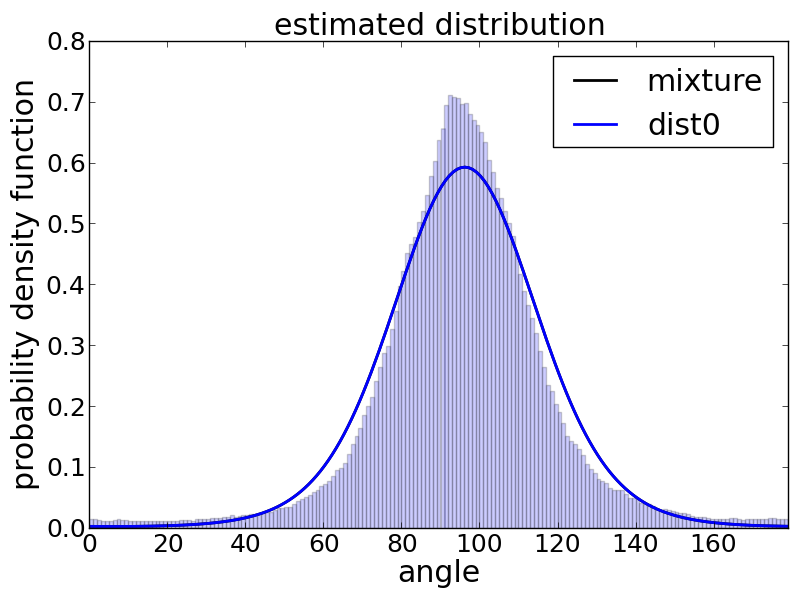 estimated distribution
0.8
0.7
0.6
0.5
0.4
0.3
0.2
0.1
0.0
probability density function
mixture
dist0
0 20 40 60 80 100 120 140 160
angle